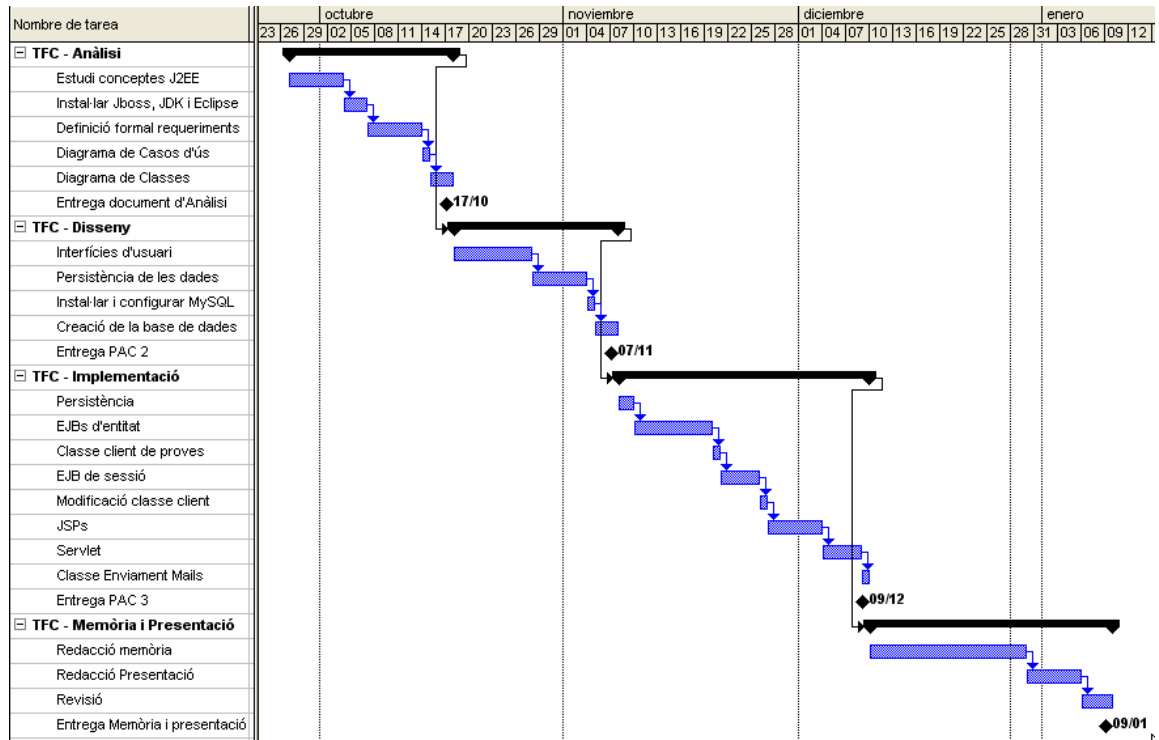 Nombre de tarea
octubre noviembre diciembre enero
23 26 29 02 05 08 11 14 17 20 23 26 29 01 04 07 10 13 16 19 22 25 28 01 04 07 10 13 16 19 22 25 28 31 03 06 09 12
TFC - Anàlisi
Estudi conceptes J2EE
Instal·lar Jboss, JDK i Eclipse
Definició formal requeriments
Diagrama de Casos d'ús
Diagrama de Classes
Entrega document d'Anàlisi 17/10
TFC - Disseny
Interfícies d'usuari
Persistència de les dades
Instal·lar i configurar MySQL
Creació de la base de dades
Entrega PAC 2 07/11
TFC - Implementació
Persistència
EJBs d'entitat
Classe client de proves
EJB de sessió
Modificació classe client
JSPs
Servlet
Classe Enviament Mails
Entrega PAC 3 09/12
TFC - Memòria i Presentació
Redacció memòria
Redacció Presentació
Revisió
Entrega Memòria i presentació 09/01